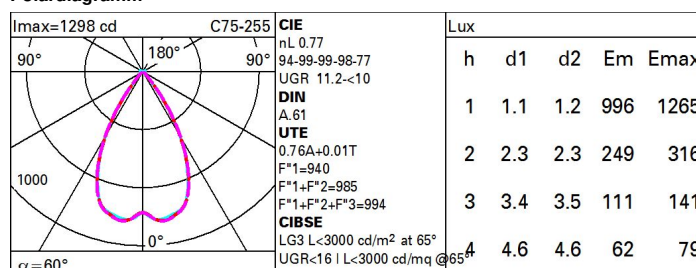 Polardiagramm
Imax=1298 cd C75-255
90° 180° 90°
1000
0°
α=60°
CIE
nL 0.77
94-99-99-98-77
UGR 11.2-<10
DIN
A.61
UTE
0.76A+0.01T
F"1=940
F"1+F"2=985
F"1+F"2+F"3=994
CIBSE
LG3 L<3000 cd/m² at 65°
UGR<16 | L<3000 cd/mq @65°
Lux
h d1 d2 Em Emax
1 1.1 1.2 996 1265
2 2.3 2.3 249 316
3 3.4 3.5 111 141
4 4.6 4.6 62 79